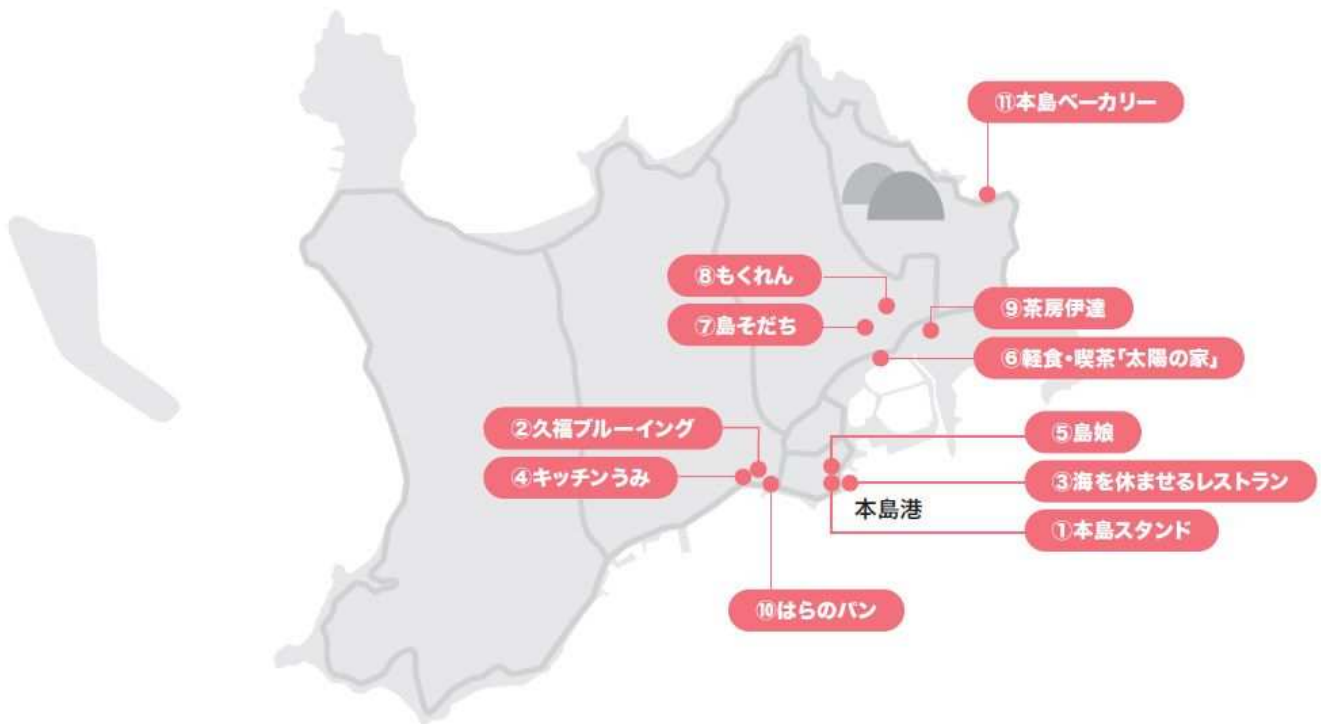 ⑪本島ベーカリー
⑧もくれん
⑨茶房伊達
⑦島そだち
⑥軽食・喫茶「太陽の家」
②久福ブルーイング
⑤島娘
④キッチンうみ
③海を休ませるレストラン
本島港
①本島スタンド
⑩はらのパン